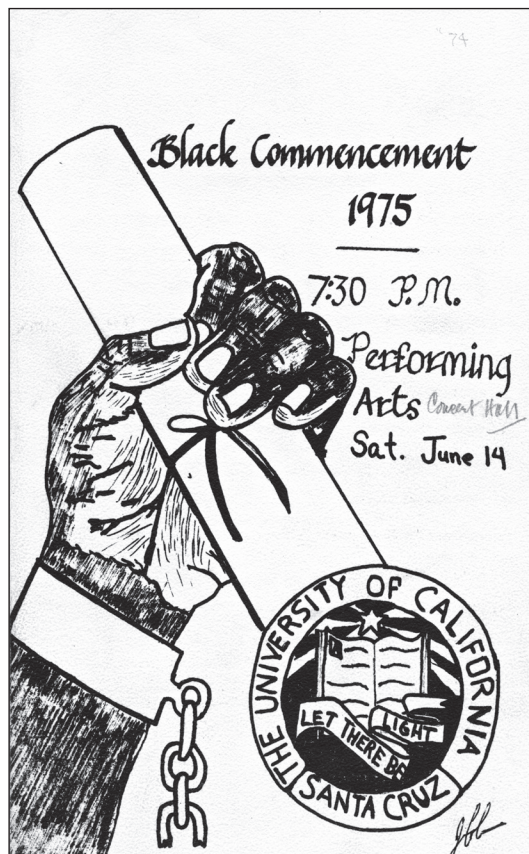 '74
Black Commencement
1975
7:30 P.M.
Performing
Arts Concert Hall
Sat. June 14
THE UNIVERSITY OF CALIFORNIA
LET THERE BE
LIGHT
SANTA CRUZ